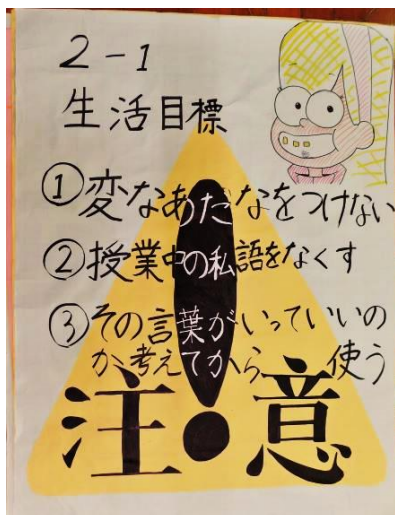 2-1
生活目標
①変なあだなをつけない
②授業中の私語をなくす
③その言葉がいっていいの
か考えてから使う
注意